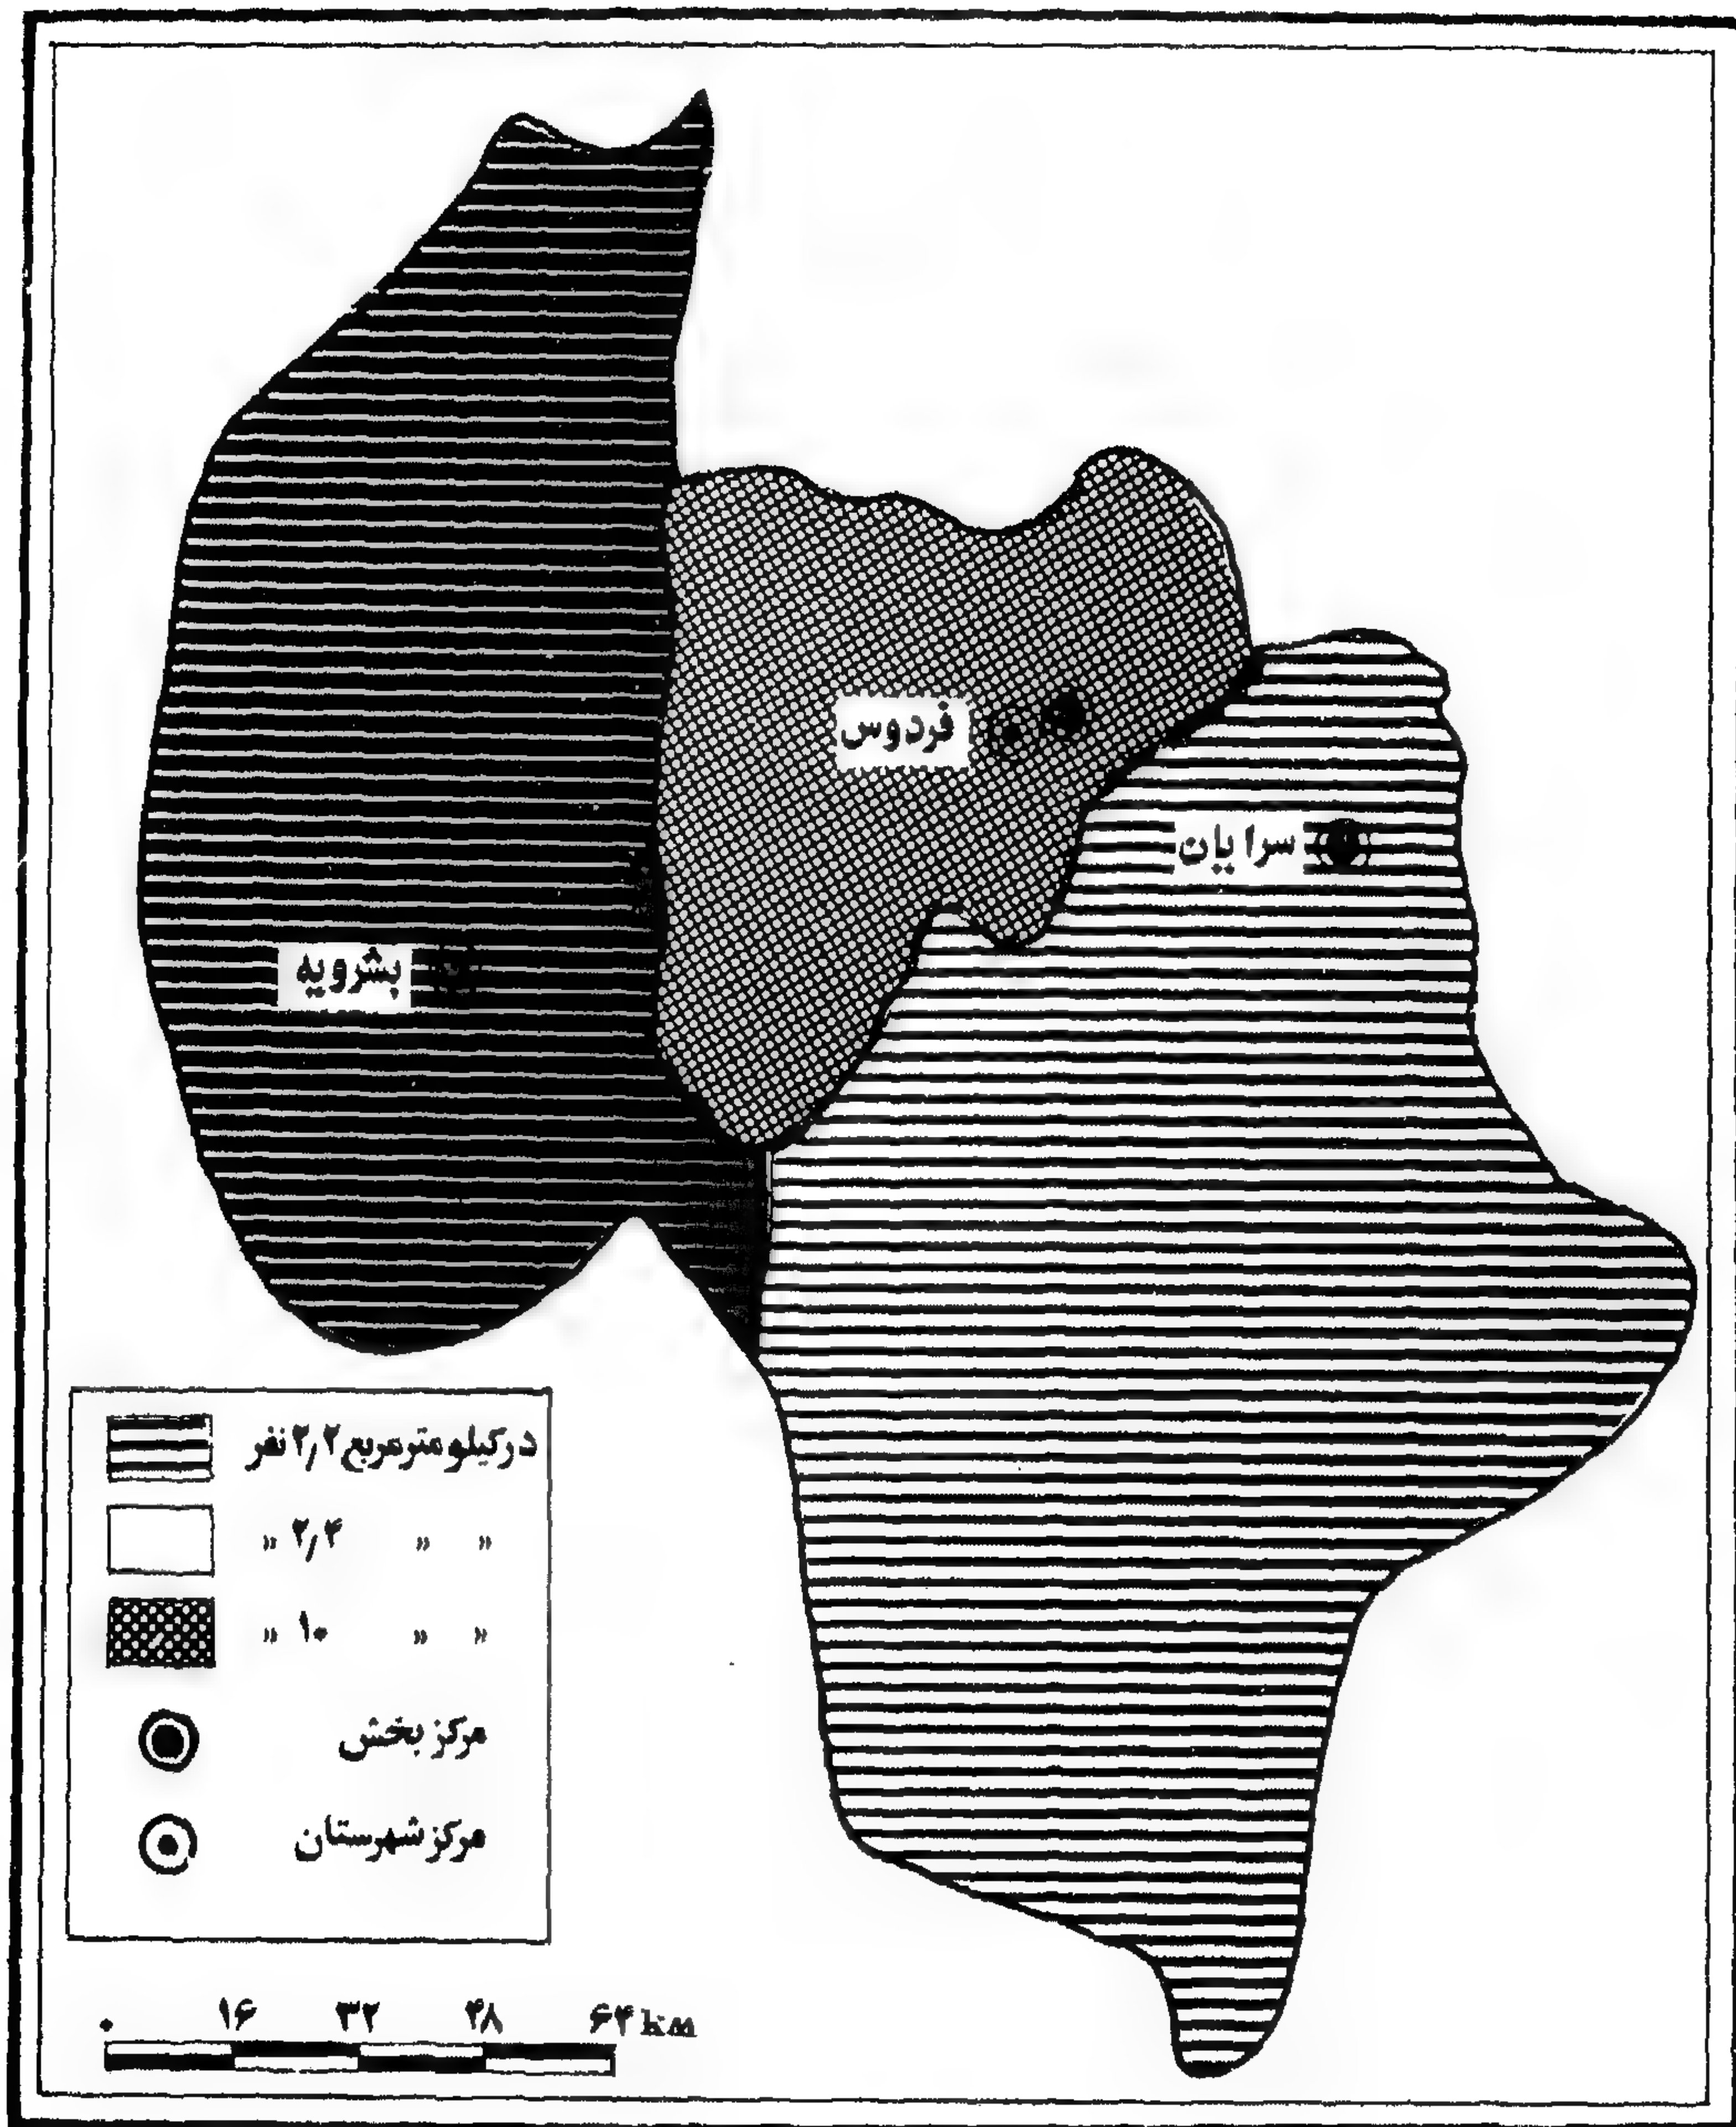 فردوس
سرایان
بشرویه
درکیلومترمربع ۲٫۲ نفر
" " ۲٫۴ "
" " ۱۰ "
مرکز بخش
مرکز شهرستان
۰ ۱۶ ۳۲ ۴۸ ۶۴ km